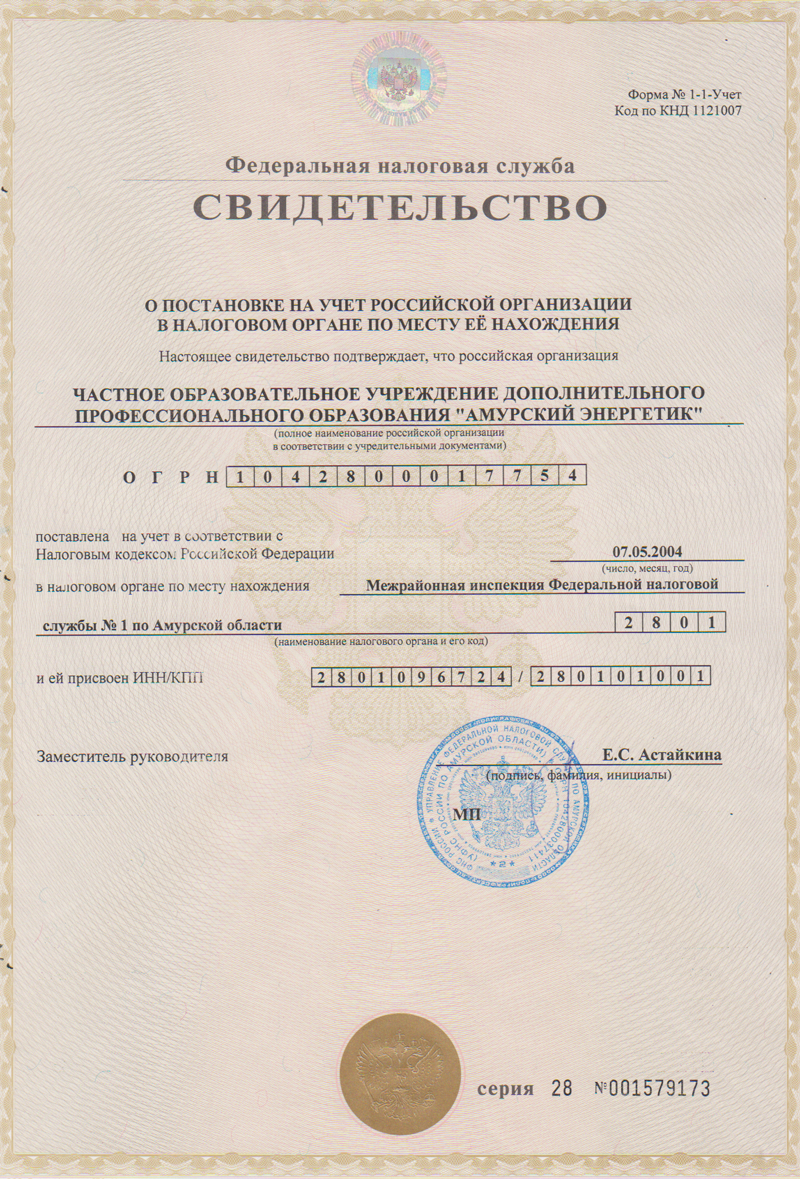 Форма № 1-1-Учет
Код по КНД 1121007
Федеральная налоговая служба
СВИДЕТЕЛЬСТВО
О ПОСТАНОВКЕ НА УЧЕТ РОССИЙСКОЙ ОРГАНИЗАЦИИ
В НАЛОГОВОМ ОРГАНЕ ПО МЕСТУ ЕЁ НАХОЖДЕНИЯ
Настоящее свидетельство подтверждает, что российская организация
ЧАСТНОЕ ОБРАЗОВАТЕЛЬНОЕ УЧРЕЖДЕНИЕ ДОПОЛНИТЕЛЬНОГО
ПРОФЕССИОНАЛЬНОГО ОБРАЗОВАНИЯ "АМУРСКИЙ ЭНЕРГЕТИК"
(полное наименование российской организации
в соответствии с учредительными документами)
О Г Р Н 1 0 4 2 8 0 0 0 1 7 7 5 4
поставлена на учет в соответствии с
Налоговым кодексом Российской Федерации 07.05.2004
(число, месяц, год)
в налоговом органе по месту нахождения Межрайонная инспекция Федеральной налоговой
службы № 1 по Амурской области 2 8 0 1
(наименование налогового органа и его код)
и ей присвоен ИНН/КПП 2 8 0 1 0 9 6 7 2 4 / 2 8 0 1 0 1 0 0 1
Заместитель руководителя Е.С. Астайкина
(подпись, фамилия, инициалы)
МП
серия 28 №001579173